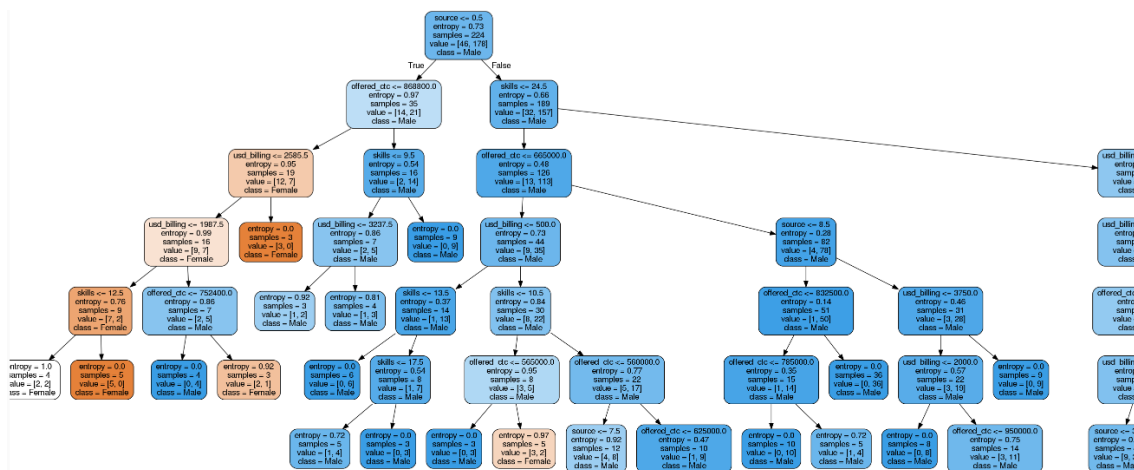 source <= 0.5
entropy = 0.73
samples = 224
value = [46, 178]
class = Male
True
False
offered_ctc <= 868800.0
entropy = 0.97
samples = 35
value = [14, 21]
class = Male
skills <= 24.5
entropy = 0.66
samples = 189
value = [32, 157]
class = Male
usd_billing <= 2585.5
entropy = 0.95
samples = 19
value = [12, 7]
class = Female
skills <= 9.5
entropy = 0.54
samples = 16
value = [2, 14]
class = Male
offered_ctc <= 665000.0
entropy = 0.48
samples = 126
value = [13, 113]
class = Male
usd_billing <= 1987.5
entropy = 0.99
samples = 16
value = [9, 7]
class = Female
entropy = 0.0
samples = 3
value = [3, 0]
class = Female
usd_billing <= 3237.5
entropy = 0.86
samples = 7
value = [2, 5]
class = Male
entropy = 0.0
samples = 9
value = [0, 9]
class = Male
usd_billing <= 500.0
entropy = 0.73
samples = 44
value = [9, 35]
class = Male
source <= 8.5
entropy = 0.28
samples = 82
value = [4, 78]
class = Male
skills <= 12.5
entropy = 0.76
samples = 9
value = [7, 2]
class = Female
offered_ctc <= 752400.0
entropy = 0.86
samples = 7
value = [2, 5]
class = Male
entropy = 0.92
samples = 3
value = [1, 2]
class = Male
entropy = 0.81
samples = 4
value = [1, 3]
class = Male
skills <= 13.5
entropy = 0.37
samples = 14
value = [1, 13]
class = Male
skills <= 10.5
entropy = 0.84
samples = 30
value = [8, 22]
class = Male
offered_ctc <= 832500.0
entropy = 0.14
samples = 51
value = [1, 50]
class = Male
usd_billing <= 3750.0
entropy = 0.46
samples = 31
value = [3, 28]
class = Male
= 1.0
= 4
= [2, 2]
= Female
entropy = 0.0
samples = 5
value = [5, 0]
class = Female
entropy = 0.0
samples = 4
value = [0, 4]
class = Male
entropy = 0.92
samples = 3
value = [2, 1]
class = Female
entropy = 0.0
samples = 6
value = [0, 6]
class = Male
skills <= 17.5
entropy = 0.54
samples = 8
value = [1, 7]
class = Male
offered_ctc <= 565000.0
entropy = 0.95
samples = 8
value = [3, 5]
class = Male
offered_ctc <= 560000.0
entropy = 0.77
samples = 22
value = [5, 17]
class = Male
offered_ctc <= 785000.0
entropy = 0.35
samples = 15
value = [1, 14]
class = Male
entropy = 0.0
samples = 36
value = [0, 36]
class = Male
usd_billing <= 2000.0
entropy = 0.57
samples = 22
value = [3, 19]
class = Male
entropy = 0.0
samples = 9
value = [0, 9]
class = Male
entropy = 0.72
samples = 5
value = [1, 4]
class = Male
entropy = 0.0
samples = 3
value = [0, 3]
class = Male
entropy = 0.0
samples = 3
value = [0, 3]
class = Male
entropy = 0.97
samples = 5
value = [3, 2]
class = Female
source <= 7.5
entropy = 0.92
samples = 12
value = [4, 8]
class = Male
offered_ctc <= 625000.0
entropy = 0.47
samples = 10
value = [1, 9]
class = Male
entropy = 0.0
samples = 10
value = [0, 10]
class = Male
entropy = 0.72
samples = 5
value = [1, 4]
class = Male
entropy = 0.0
samples = 8
value = [0, 8]
class = Male
offered_ctc <= 950000.0
entropy = 0.75
samples = 14
value = [3, 11]
class = Male